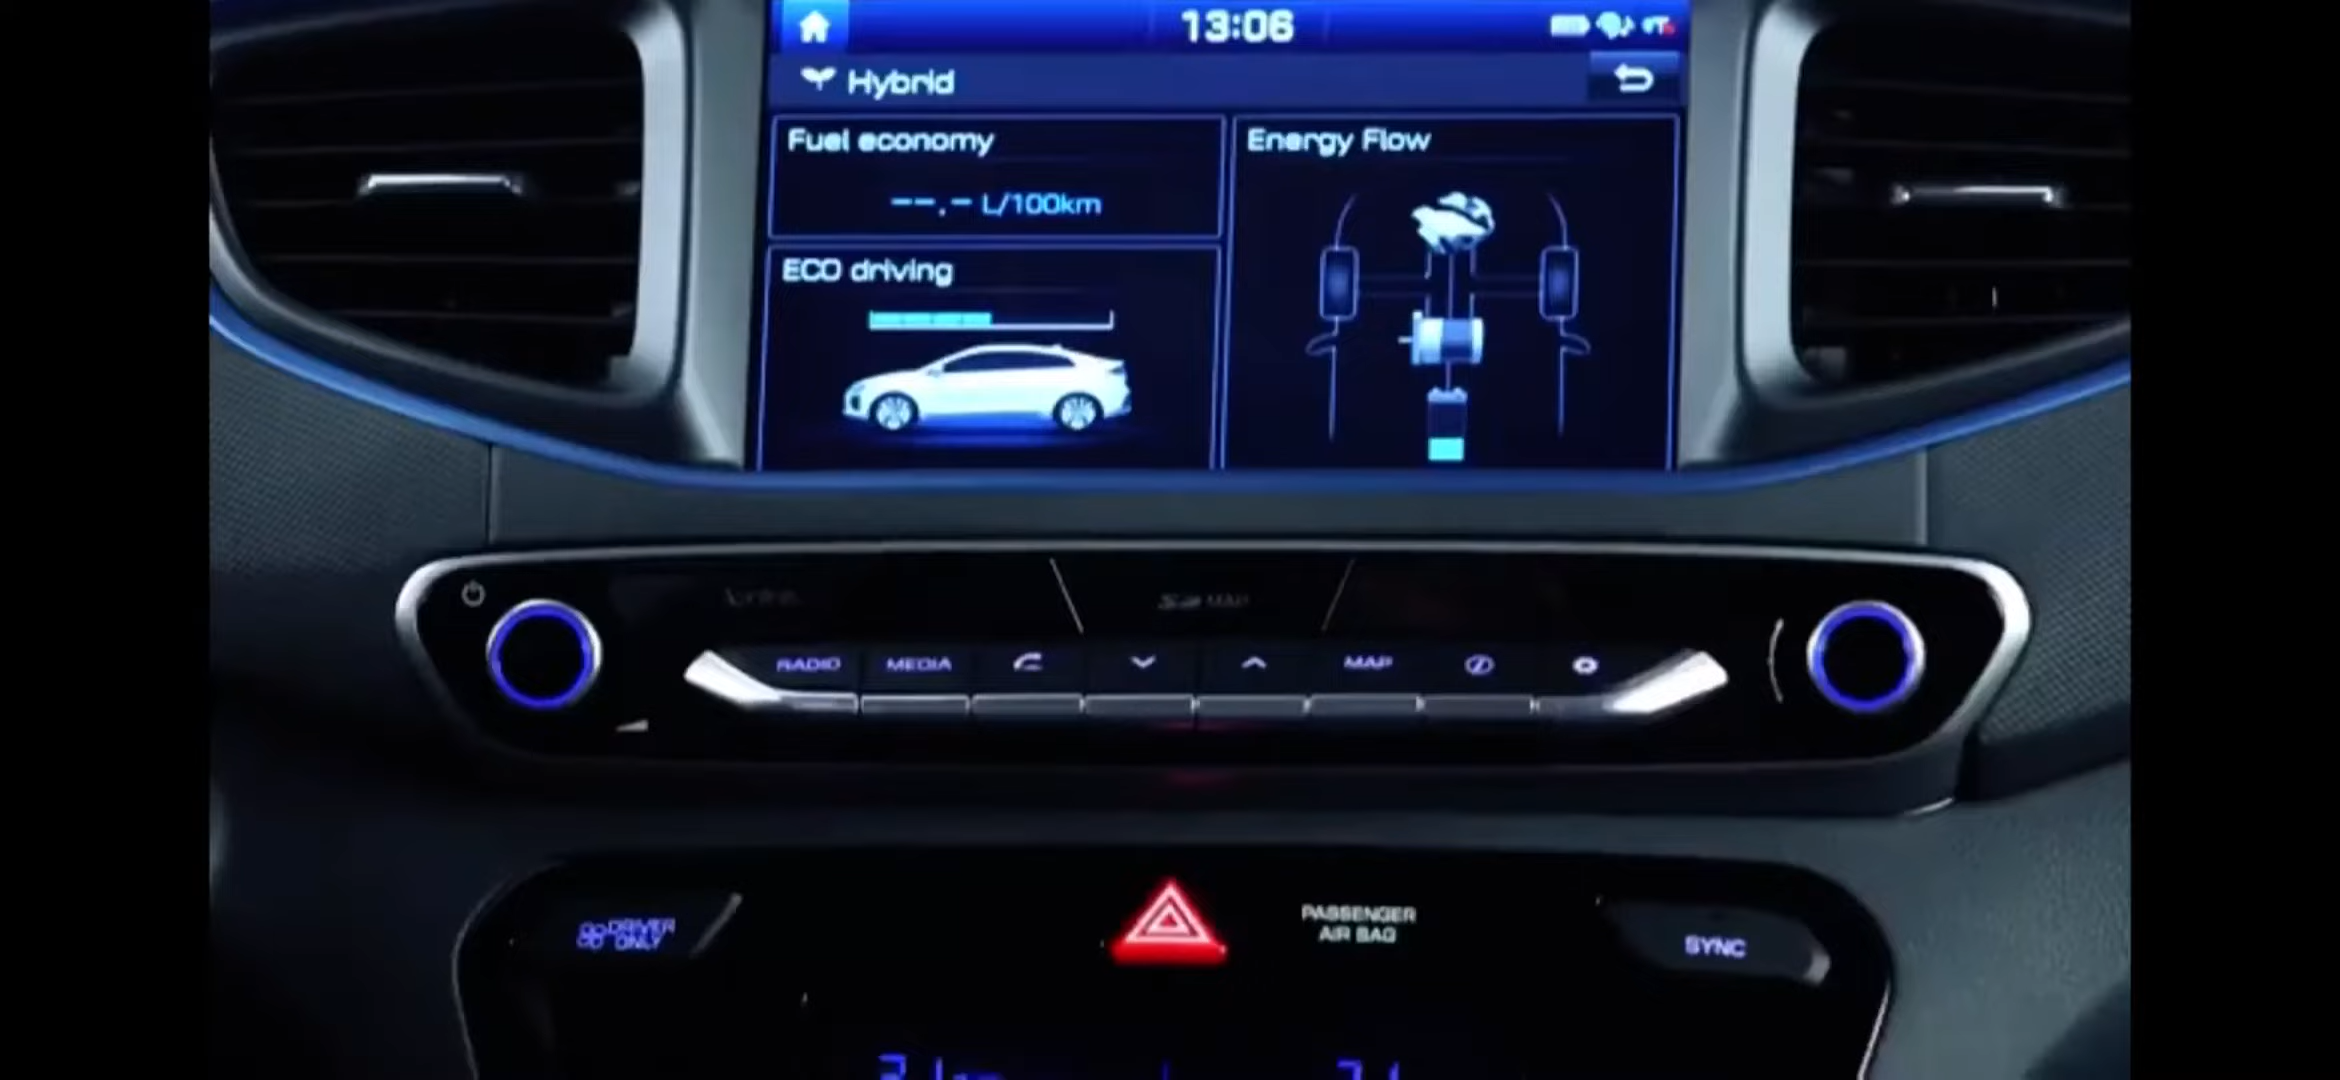 13:06
Hybrid
Fuel economy
--.- L/100km
ECO driving
Energy Flow
RADIO
MEDIA
MAP
DRIVER
ONLY
PASSENGER
AIR BAG
SYNC